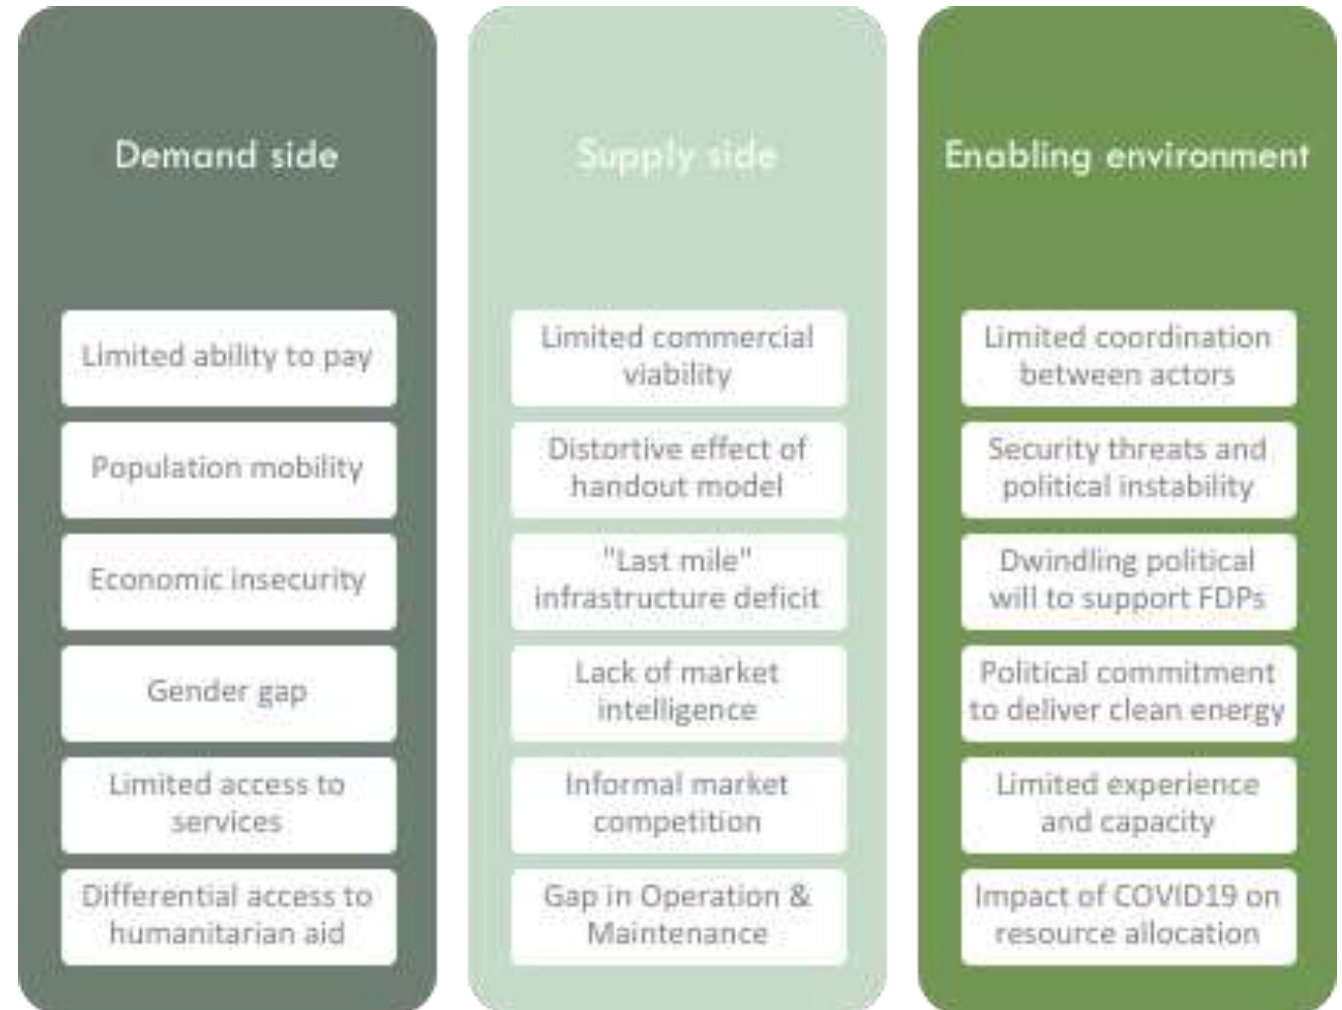 Demand side
Limited ability to pay
Population mobility
Economic insecurity
Gender gap
Limited access to
services
Differential access to
humanitarian aid
Supply side
Limited commercial
viability
Distortive effect of
handout model
"Last mile"
infrastructure deficit
Lack of market
intelligence
Informal market
competition
Gap in Operation &
Maintenance
Enabling environment
Limited coordination
between actors
Security threats and
political instability
Dwindling political
will to support FDPs
Political commitment
to deliver clean energy
Limited experience
and capacity
Impact of COVID19 on
resource allocation